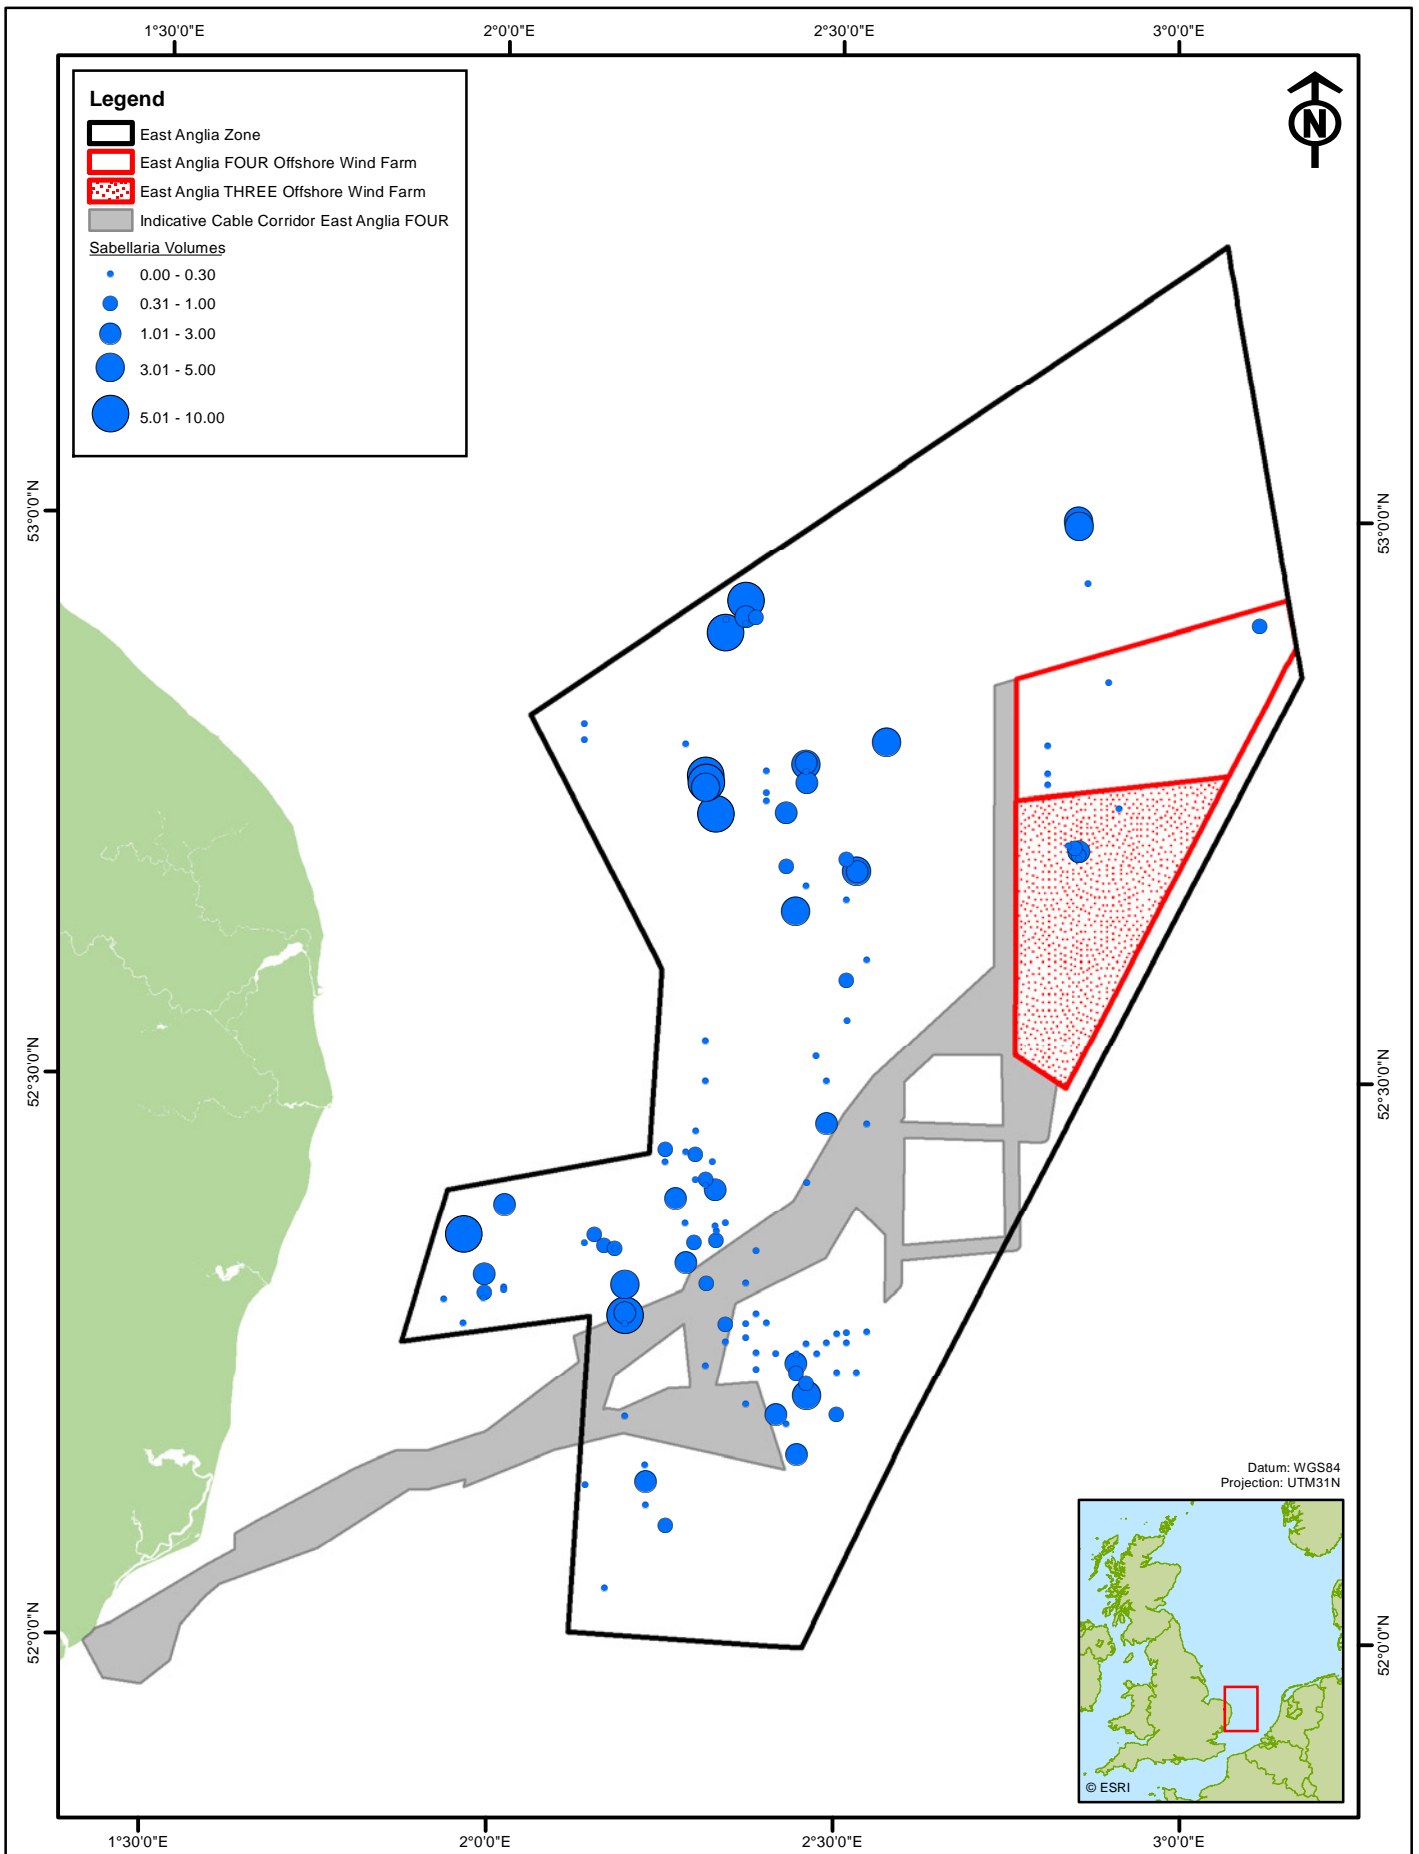 1°30'0"E
2°0'0"E
2°30'0"E
3°0'0"E
Legend
East Anglia Zone
East Anglia FOUR Offshore Wind Farm
East Anglia THREE Offshore Wind Farm
Indicative Cable Corridor East Anglia FOUR
Sabellaria Volumes
0.00 - 0.30
0.31 - 1.00
1.01 - 3.00
3.01 - 5.00
5.01 - 10.00
N
53°0'0"N
53°0'0"N
52°30'0"N
52°30'0"N
52°0'0"N
52°0'0"N
Datum: WGS84
Projection: UTM31N
© ESRI
1°30'0"E
2°0'0"E
2°30'0"E
3°0'0"E